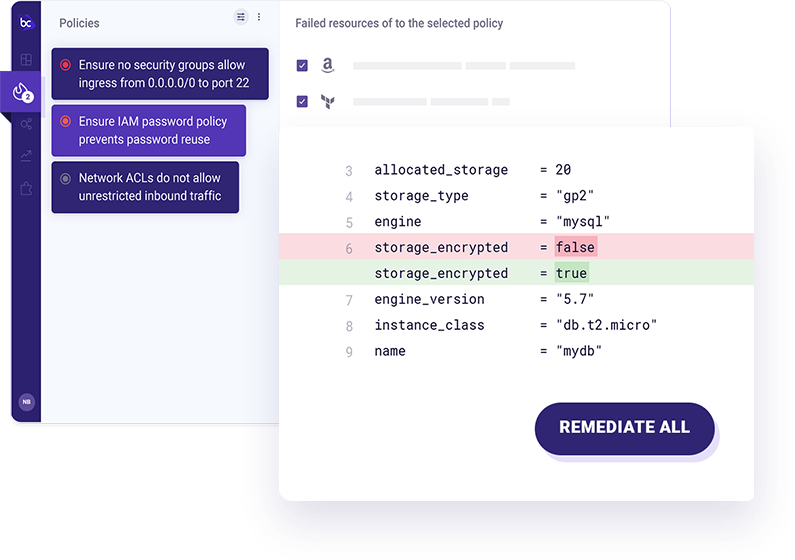 bc
Policies
Ensure no security groups allow
ingress from 0.0.0.0/0 to port 22
2
Ensure IAM password policy
prevents password reuse
Network ACLs do not allow
unrestricted inbound traffic
NB
Failed resources of to the selected policy
a
3 allocated_storage = 20
4 storage_type = "gp2"
5 engine = "mysql"
6 storage_encrypted = false
storage_encrypted = true
7 engine_version = "5.7"
8 instance_class = "db.t2.micro"
9 name = "mydb"
REMEDIATE ALL